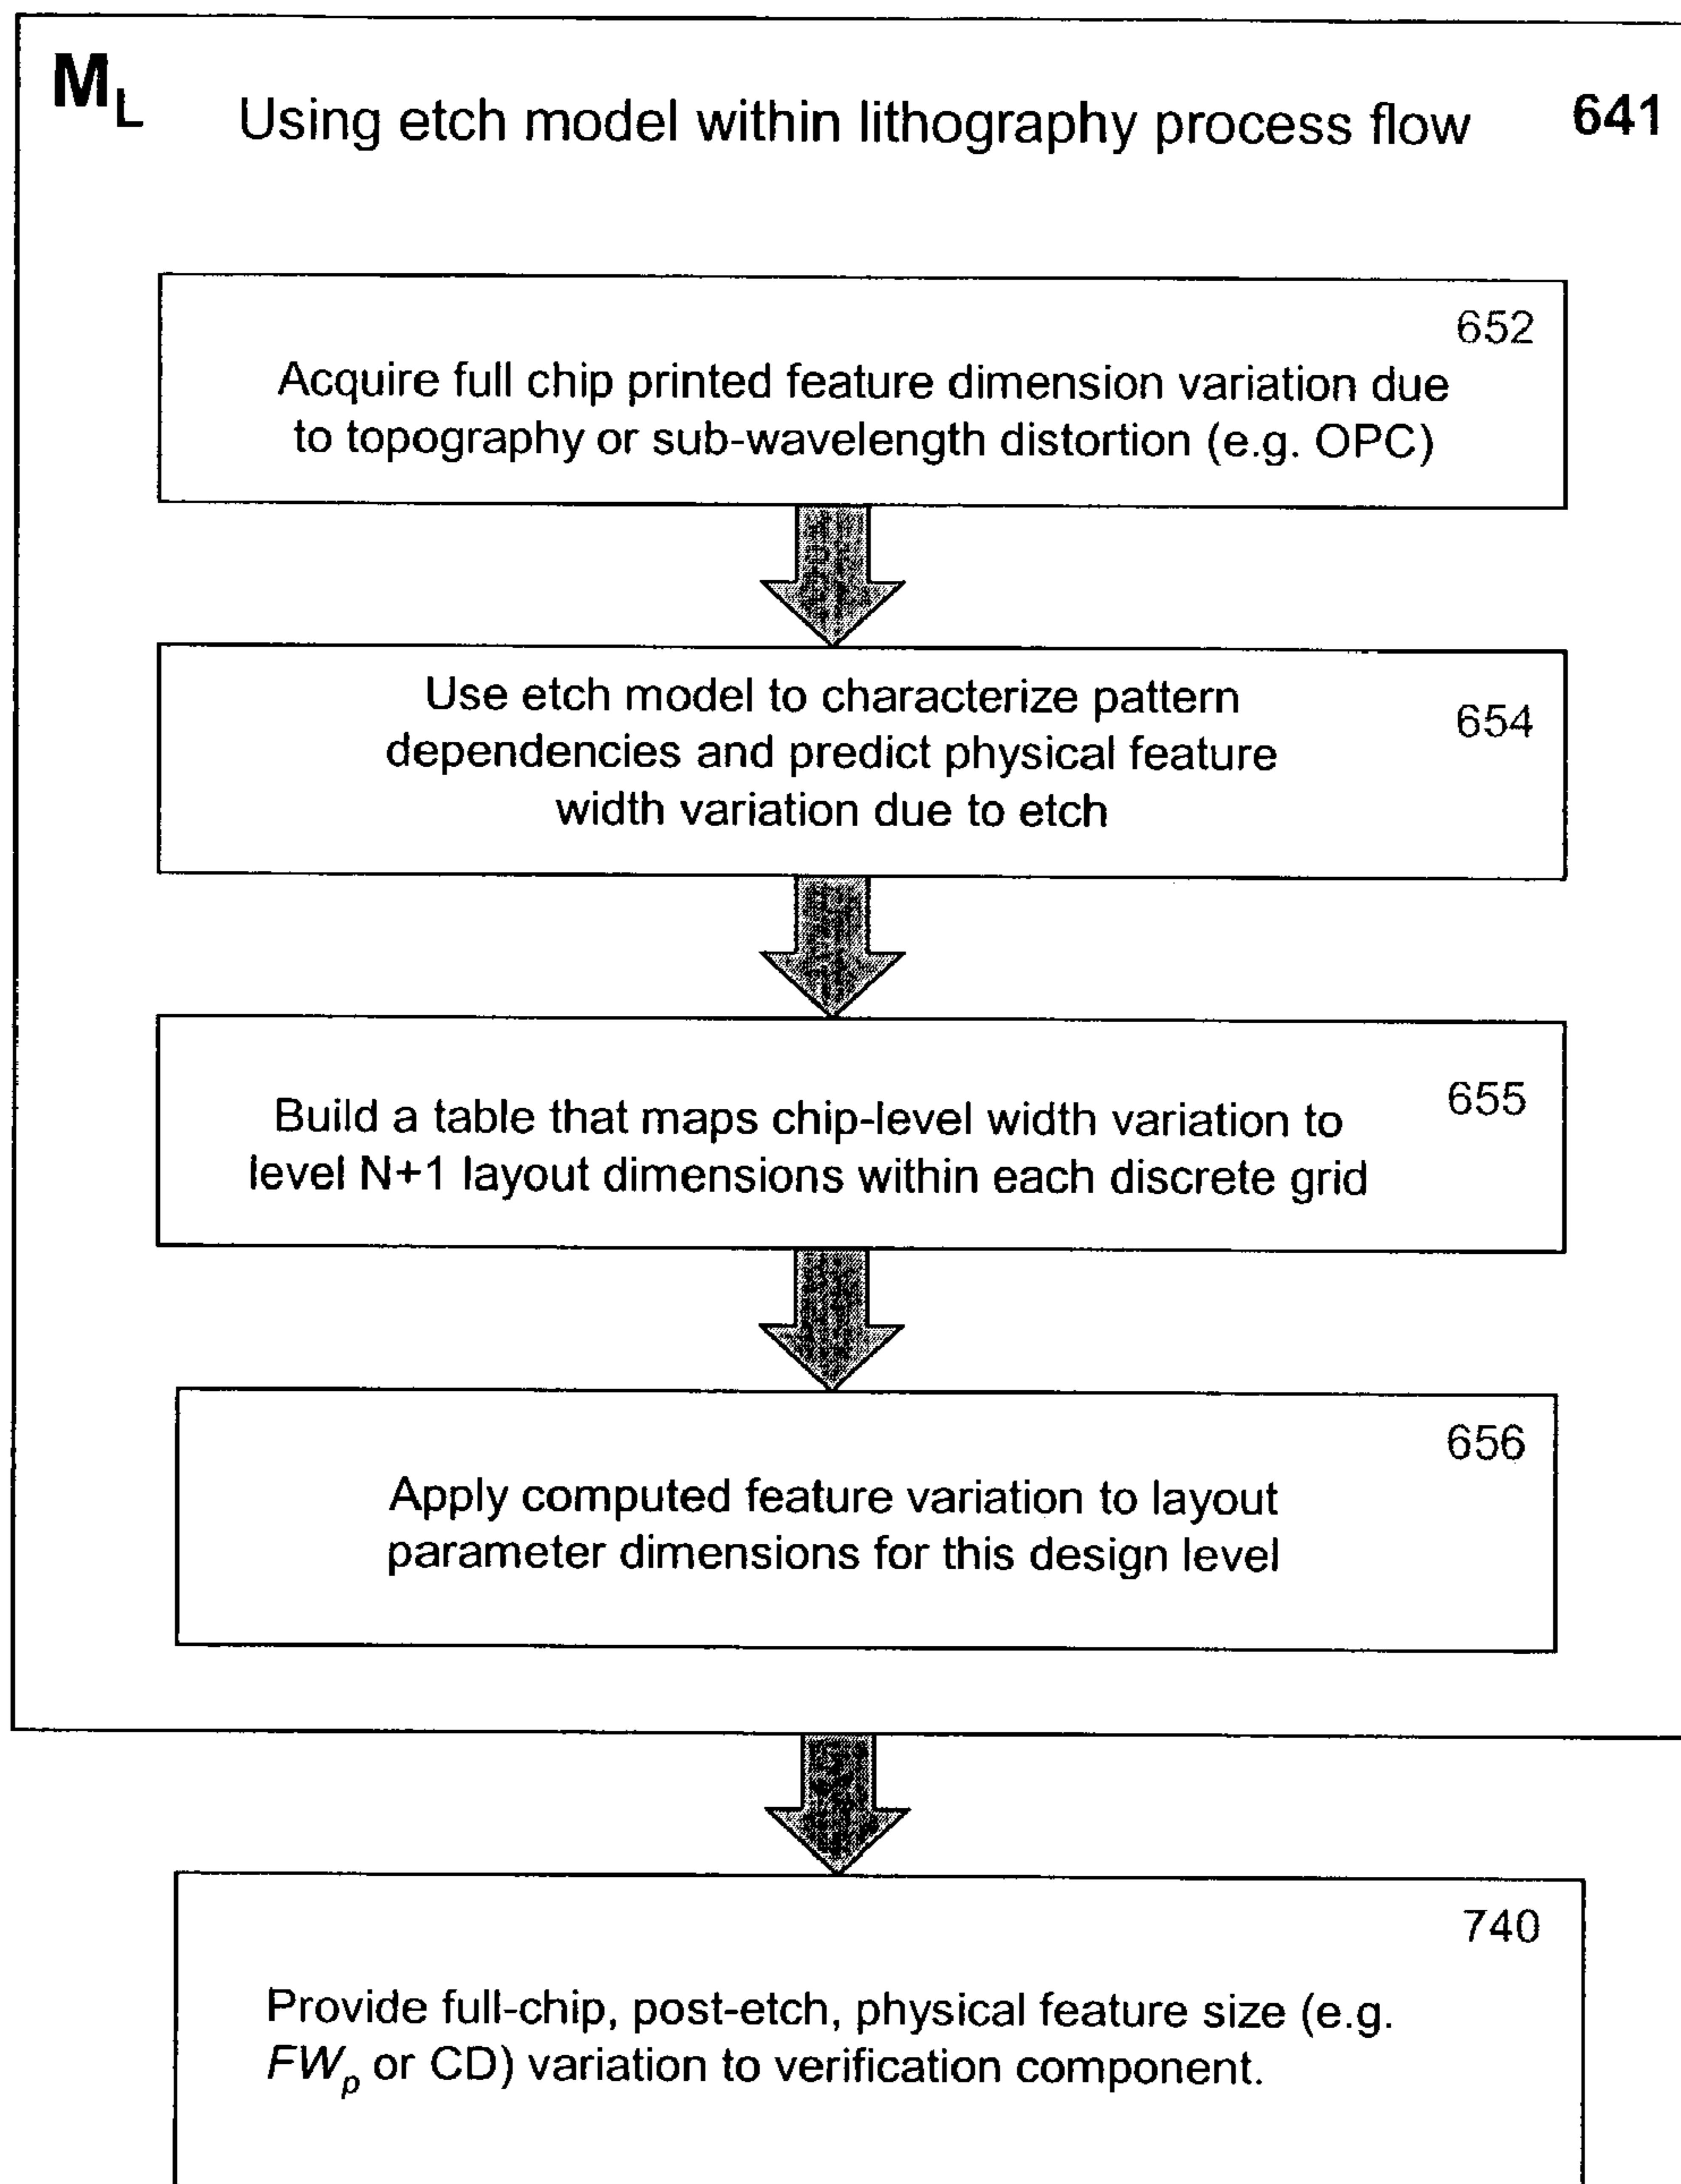 M_L Using etch model within lithography process flow 641
652
Acquire full chip printed feature dimension variation due
to topography or sub-wavelength distortion (e.g. OPC)
Use etch model to characterize pattern
dependencies and predict physical feature
width variation due to etch
654
655
Build a table that maps chip-level width variation to
level N+1 layout dimensions within each discrete grid
656
Apply computed feature variation to layout
parameter dimensions for this design level
740
Provide full-chip, post-etch, physical feature size (e.g.
FW_p or CD) variation to verification component.